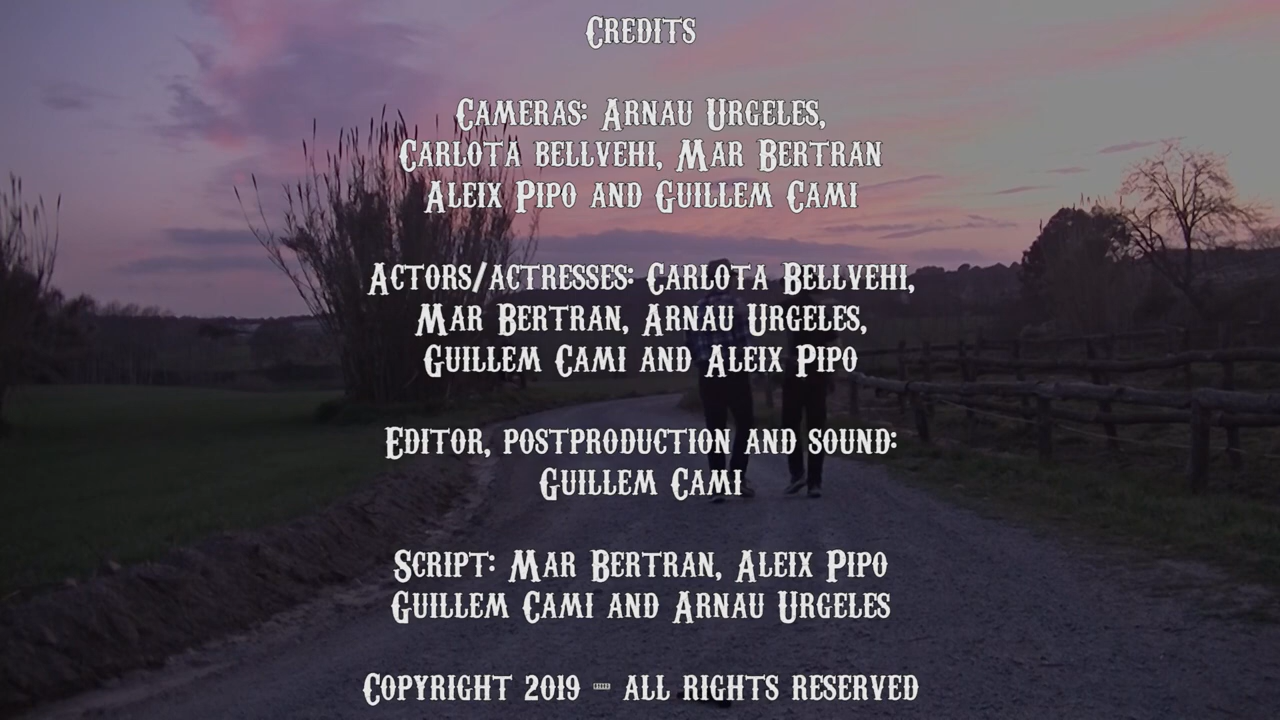 Credits
Cameras: Arnau Urgeles,
Carlota bellvehi, Mar Bertran
Aleix Pipo and Guillem Cami
Actors/actresses: Carlota Bellvehi,
Mar Bertran, Arnau Urgeles,
Guillem Cami and Aleix Pipo
Editor, postproduction and sound:
Guillem Cami
Script: Mar Bertran, Aleix Pipo
Guillem Cami and Arnau Urgeles
Copyright 2019 - all rights reserved